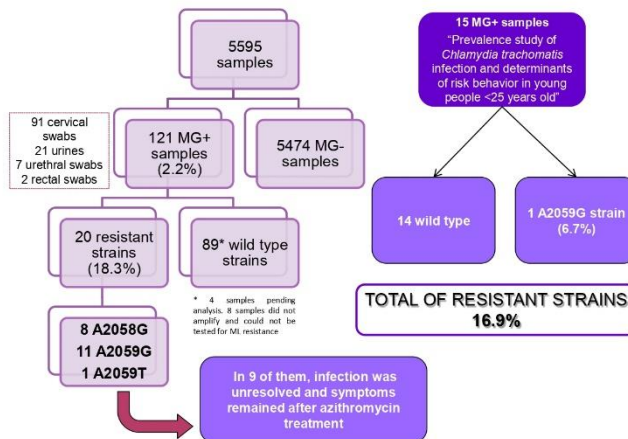 5595
samples
91 cervical
swabs
21 urines
7 urethral swabs
2 rectal swabs
121 MG+
samples
(2.2%)
5474 MG-
samples
20 resistant
strains
(18.3%)
89* wild type
strains
* 4 samples pending
analysis. 8 samples did not
amplify and could not be
tested for ML resistance
8 A2058G
11 A2059G
1 A2059T
In 9 of them, infection was
unresolved and symptoms
remained after azithromycin
treatment
15 MG+ samples
"Prevalence study of
Chlamydia trachomatis
infection and determinants
of risk behavior in young
people <25 years old"
14 wild type
1 A2059G strain
(6.7%)
TOTAL OF RESISTANT STRAINS
16.9%